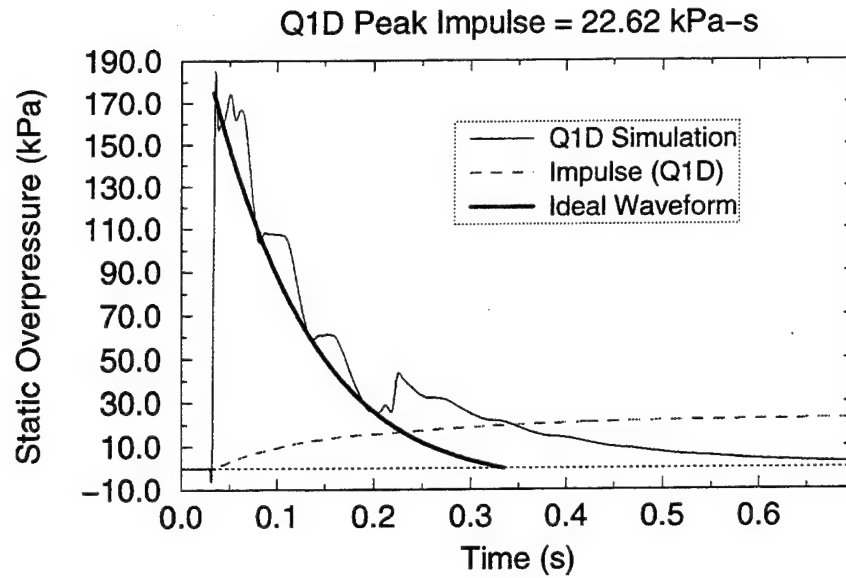 Q1D Peak Impulse = 22.62 kPa-s
Static Overpressure (kPa)
190.0
170.0
150.0
130.0
110.0
90.0
70.0
50.0
30.0
10.0
-10.0
Q1D Simulation
Impulse (Q1D)
Ideal Waveform
0.0 0.1 0.2 0.3 0.4 0.5 0.6
Time (s)